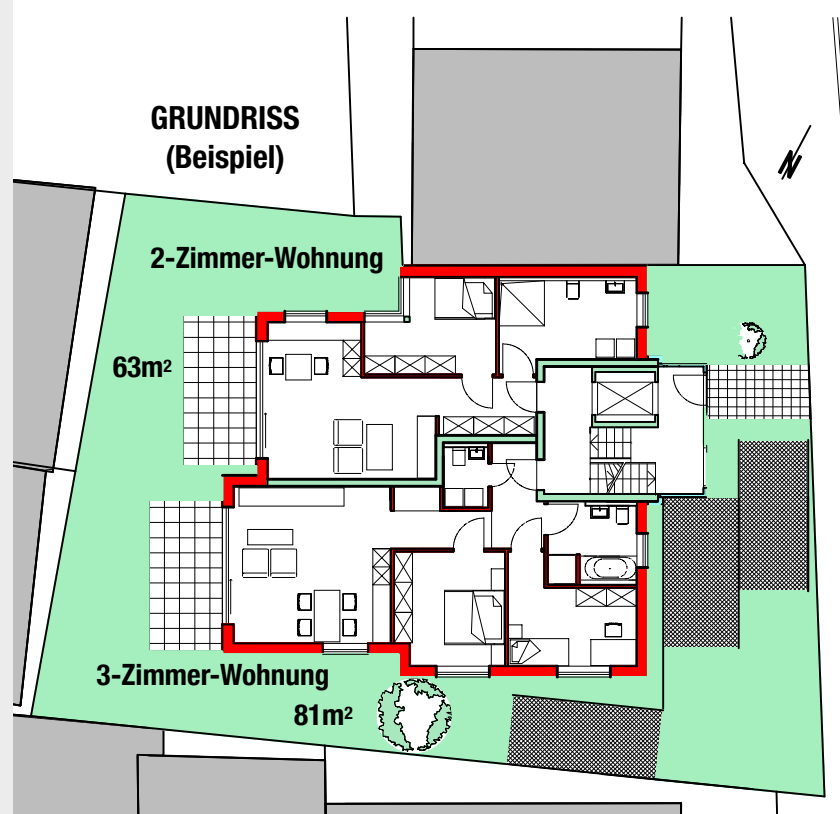 GRUNDRISS
(Beispiel)
N
2-Zimmer-Wohnung
63m²
3-Zimmer-Wohnung
81m²